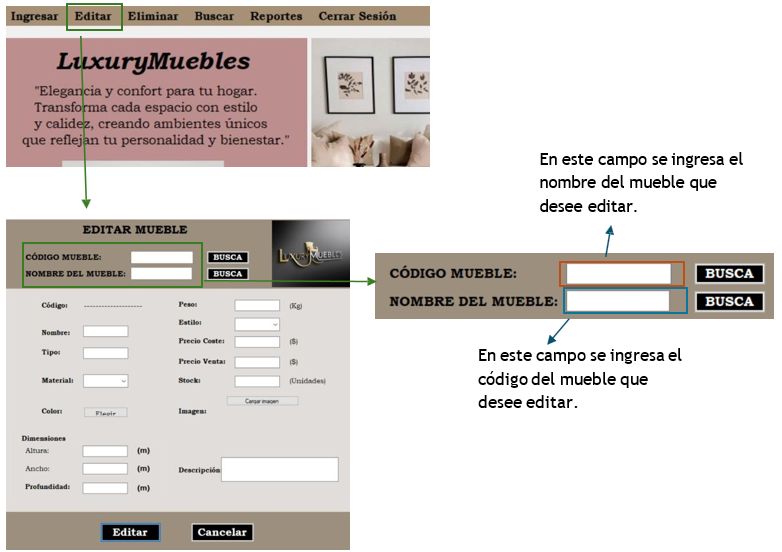 Ingresar Editar Eliminar Buscar Reportes Cerrar Sesión
LuxuryMuebles
"Elegancia y confort para tu hogar.
Transforma cada espacio con estilo
y calidez, creando ambientes únicos
que reflejan tu personalidad y bienestar."
En este campo se ingresa el
nombre del mueble que
desee editar.
EDITAR MUEBLE
CÓDIGO MUEBLE: BUSCA
NOMBRE DEL MUEBLE: BUSCA
LUXURYMUEBLES
CÓDIGO MUEBLE: BUSCA
NOMBRE DEL MUEBLE: BUSCA
En este campo se ingresa el
código del mueble que
desee editar.
Código: --------------------
Nombre:
Tipo:
Material:
Color: Elegir
Dimensiones
Altura: (m)
Ancho: (m)
Profundidad: (m)
Peso: (Kg)
Estilo:
Precio Coste: ($)
Precio Venta: ($)
Stock: (Unidades)
Cargar imagen
Imagen:
Descripción
Editar Cancelar